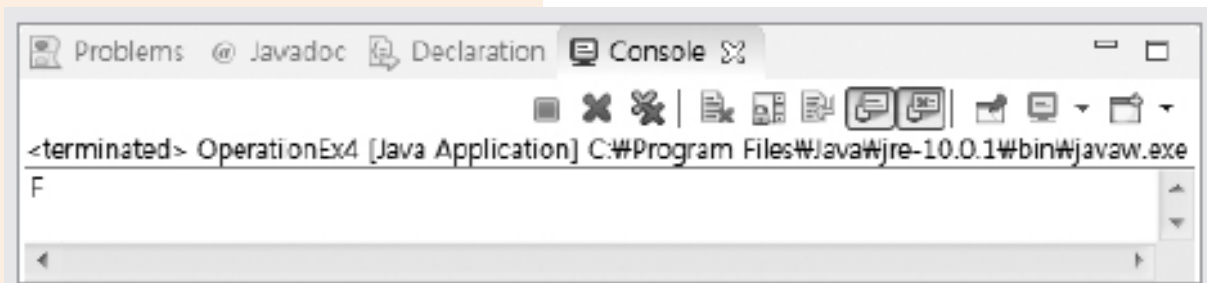 Problems @ Javadoc Declaration Console
<terminated> OperationEx4 [Java Application] C:₩Program Files₩Java₩jre-10.0.1₩bin₩javaw.exe
F